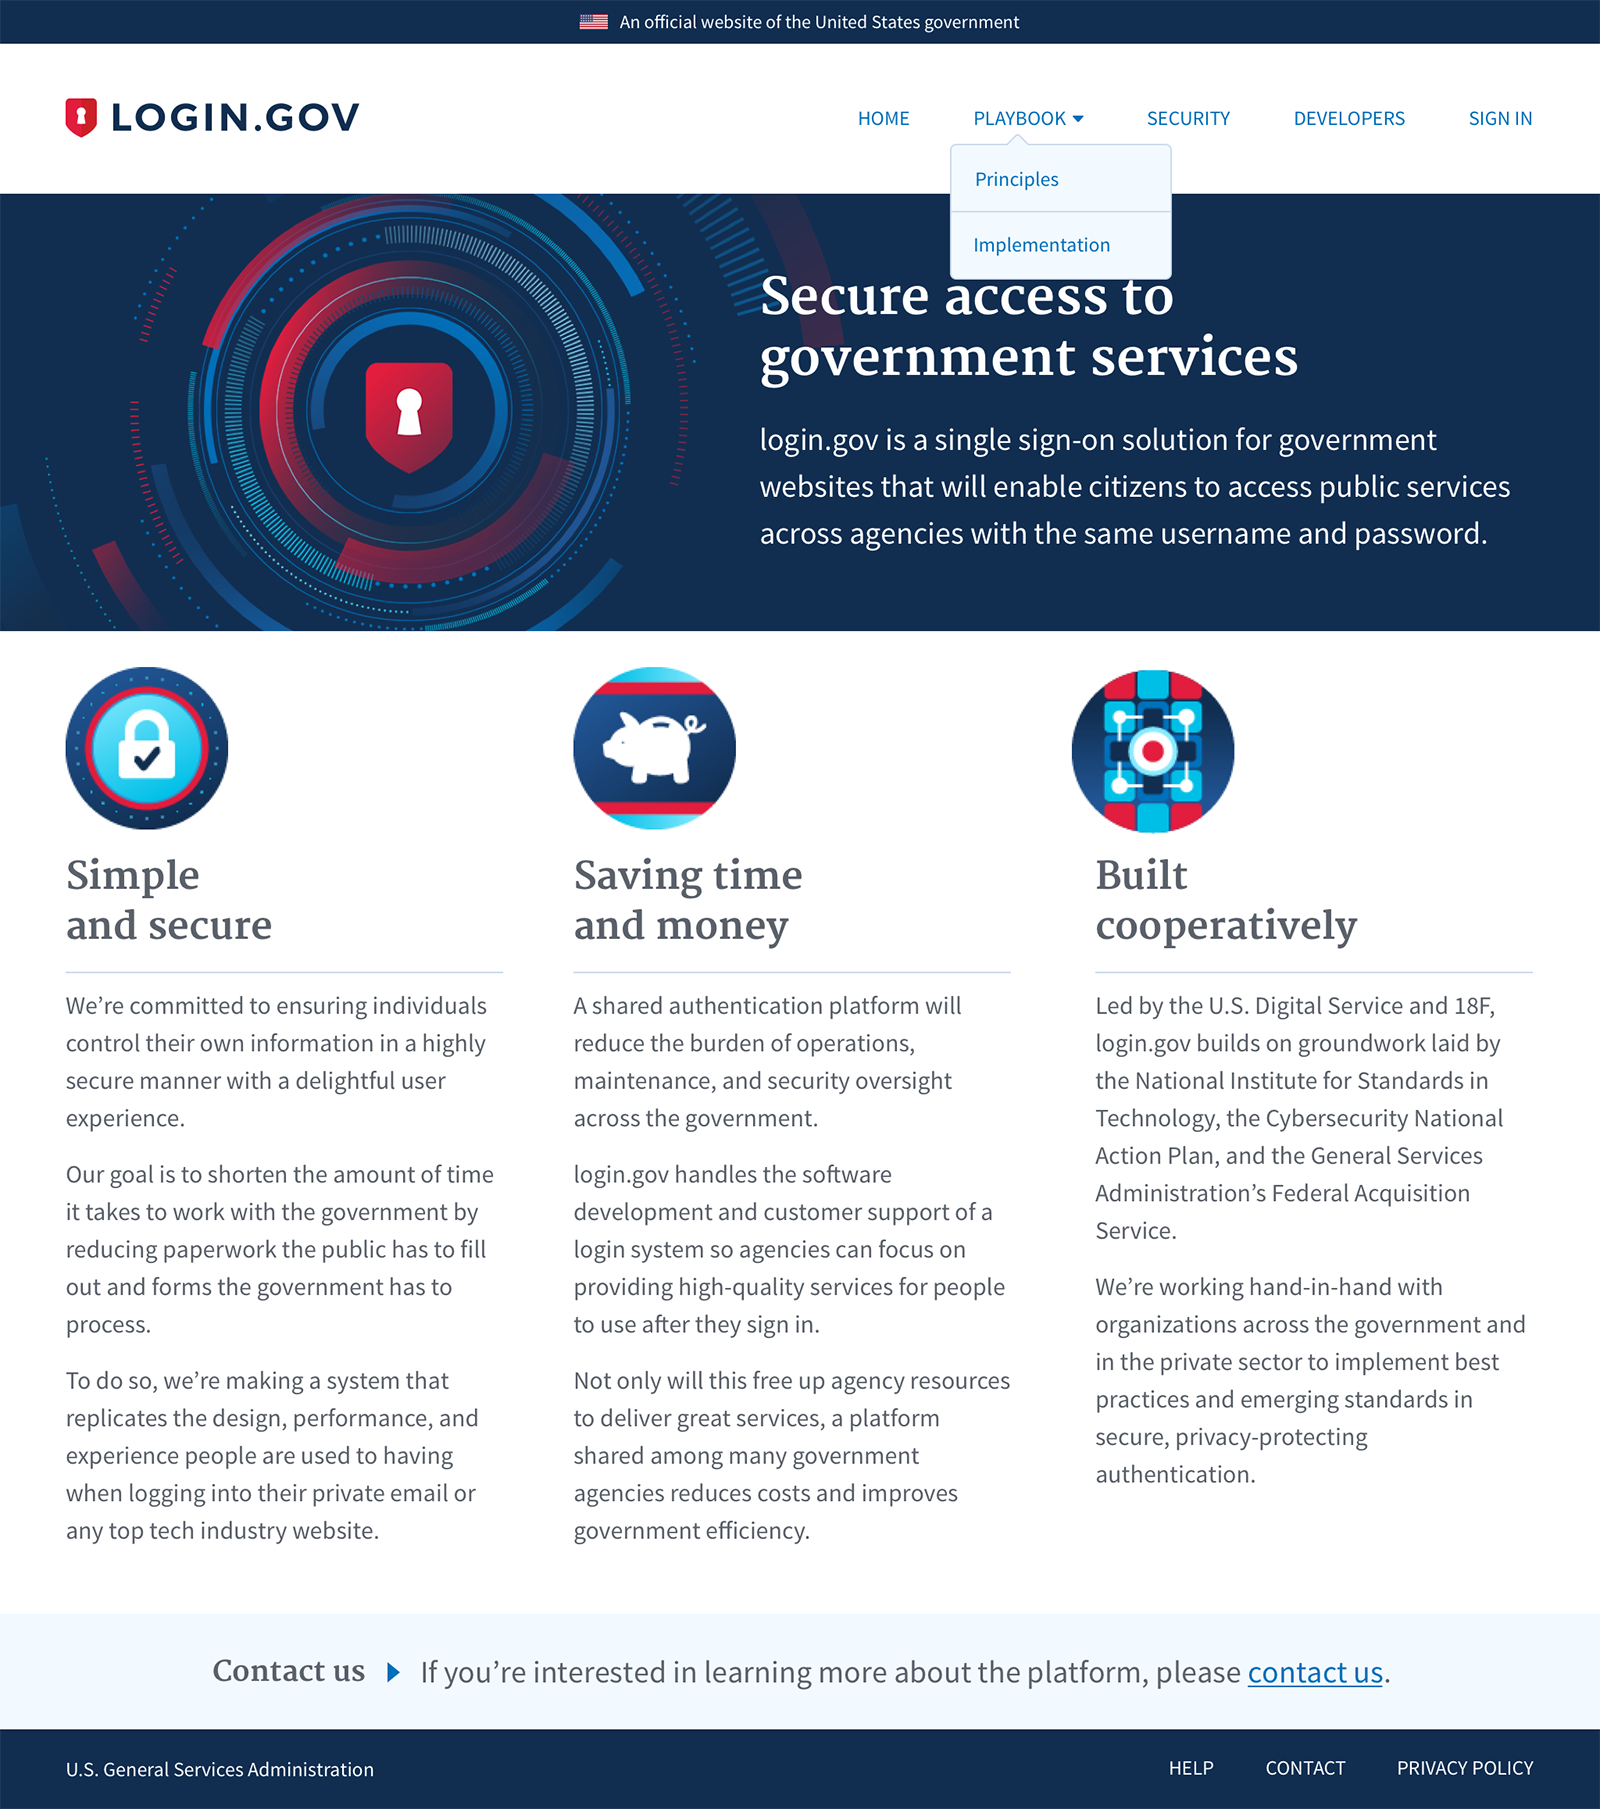 An official website of the United States government
LOGIN.GOV
HOME
PLAYBOOK
SECURITY
DEVELOPERS
SIGN IN
Principles
Implementation
Secure access to
government services
login.gov is a single sign-on solution for government
websites that will enable citizens to access public services
across agencies with the same username and password.
Simple
and secure
We’re committed to ensuring individuals
control their own information in a highly
secure manner with a delightful user
experience.
Our goal is to shorten the amount of time
it takes to work with the government by
reducing paperwork the public has to fill
out and forms the government has to
process.
To do so, we’re making a system that
replicates the design, performance, and
experience people are used to having
when logging into their private email or
any top tech industry website.
Saving time
and money
A shared authentication platform will
reduce the burden of operations,
maintenance, and security oversight
across the government.
login.gov handles the software
development and customer support of a
login system so agencies can focus on
providing high-quality services for people
to use after they sign in.
Not only will this free up agency resources
to deliver great services, a platform
shared among many government
agencies reduces costs and improves
government efficiency.
Built
cooperatively
Led by the U.S. Digital Service and 18F,
login.gov builds on groundwork laid by
the National Institute for Standards in
Technology, the Cybersecurity National
Action Plan, and the General Services
Administration’s Federal Acquisition
Service.
We’re working hand-in-hand with
organizations across the government and
in the private sector to implement best
practices and emerging standards in
secure, privacy-protecting
authentication.
Contact us
If you’re interested in learning more about the platform, please contact us.
U.S. General Services Administration
HELP
CONTACT
PRIVACY POLICY